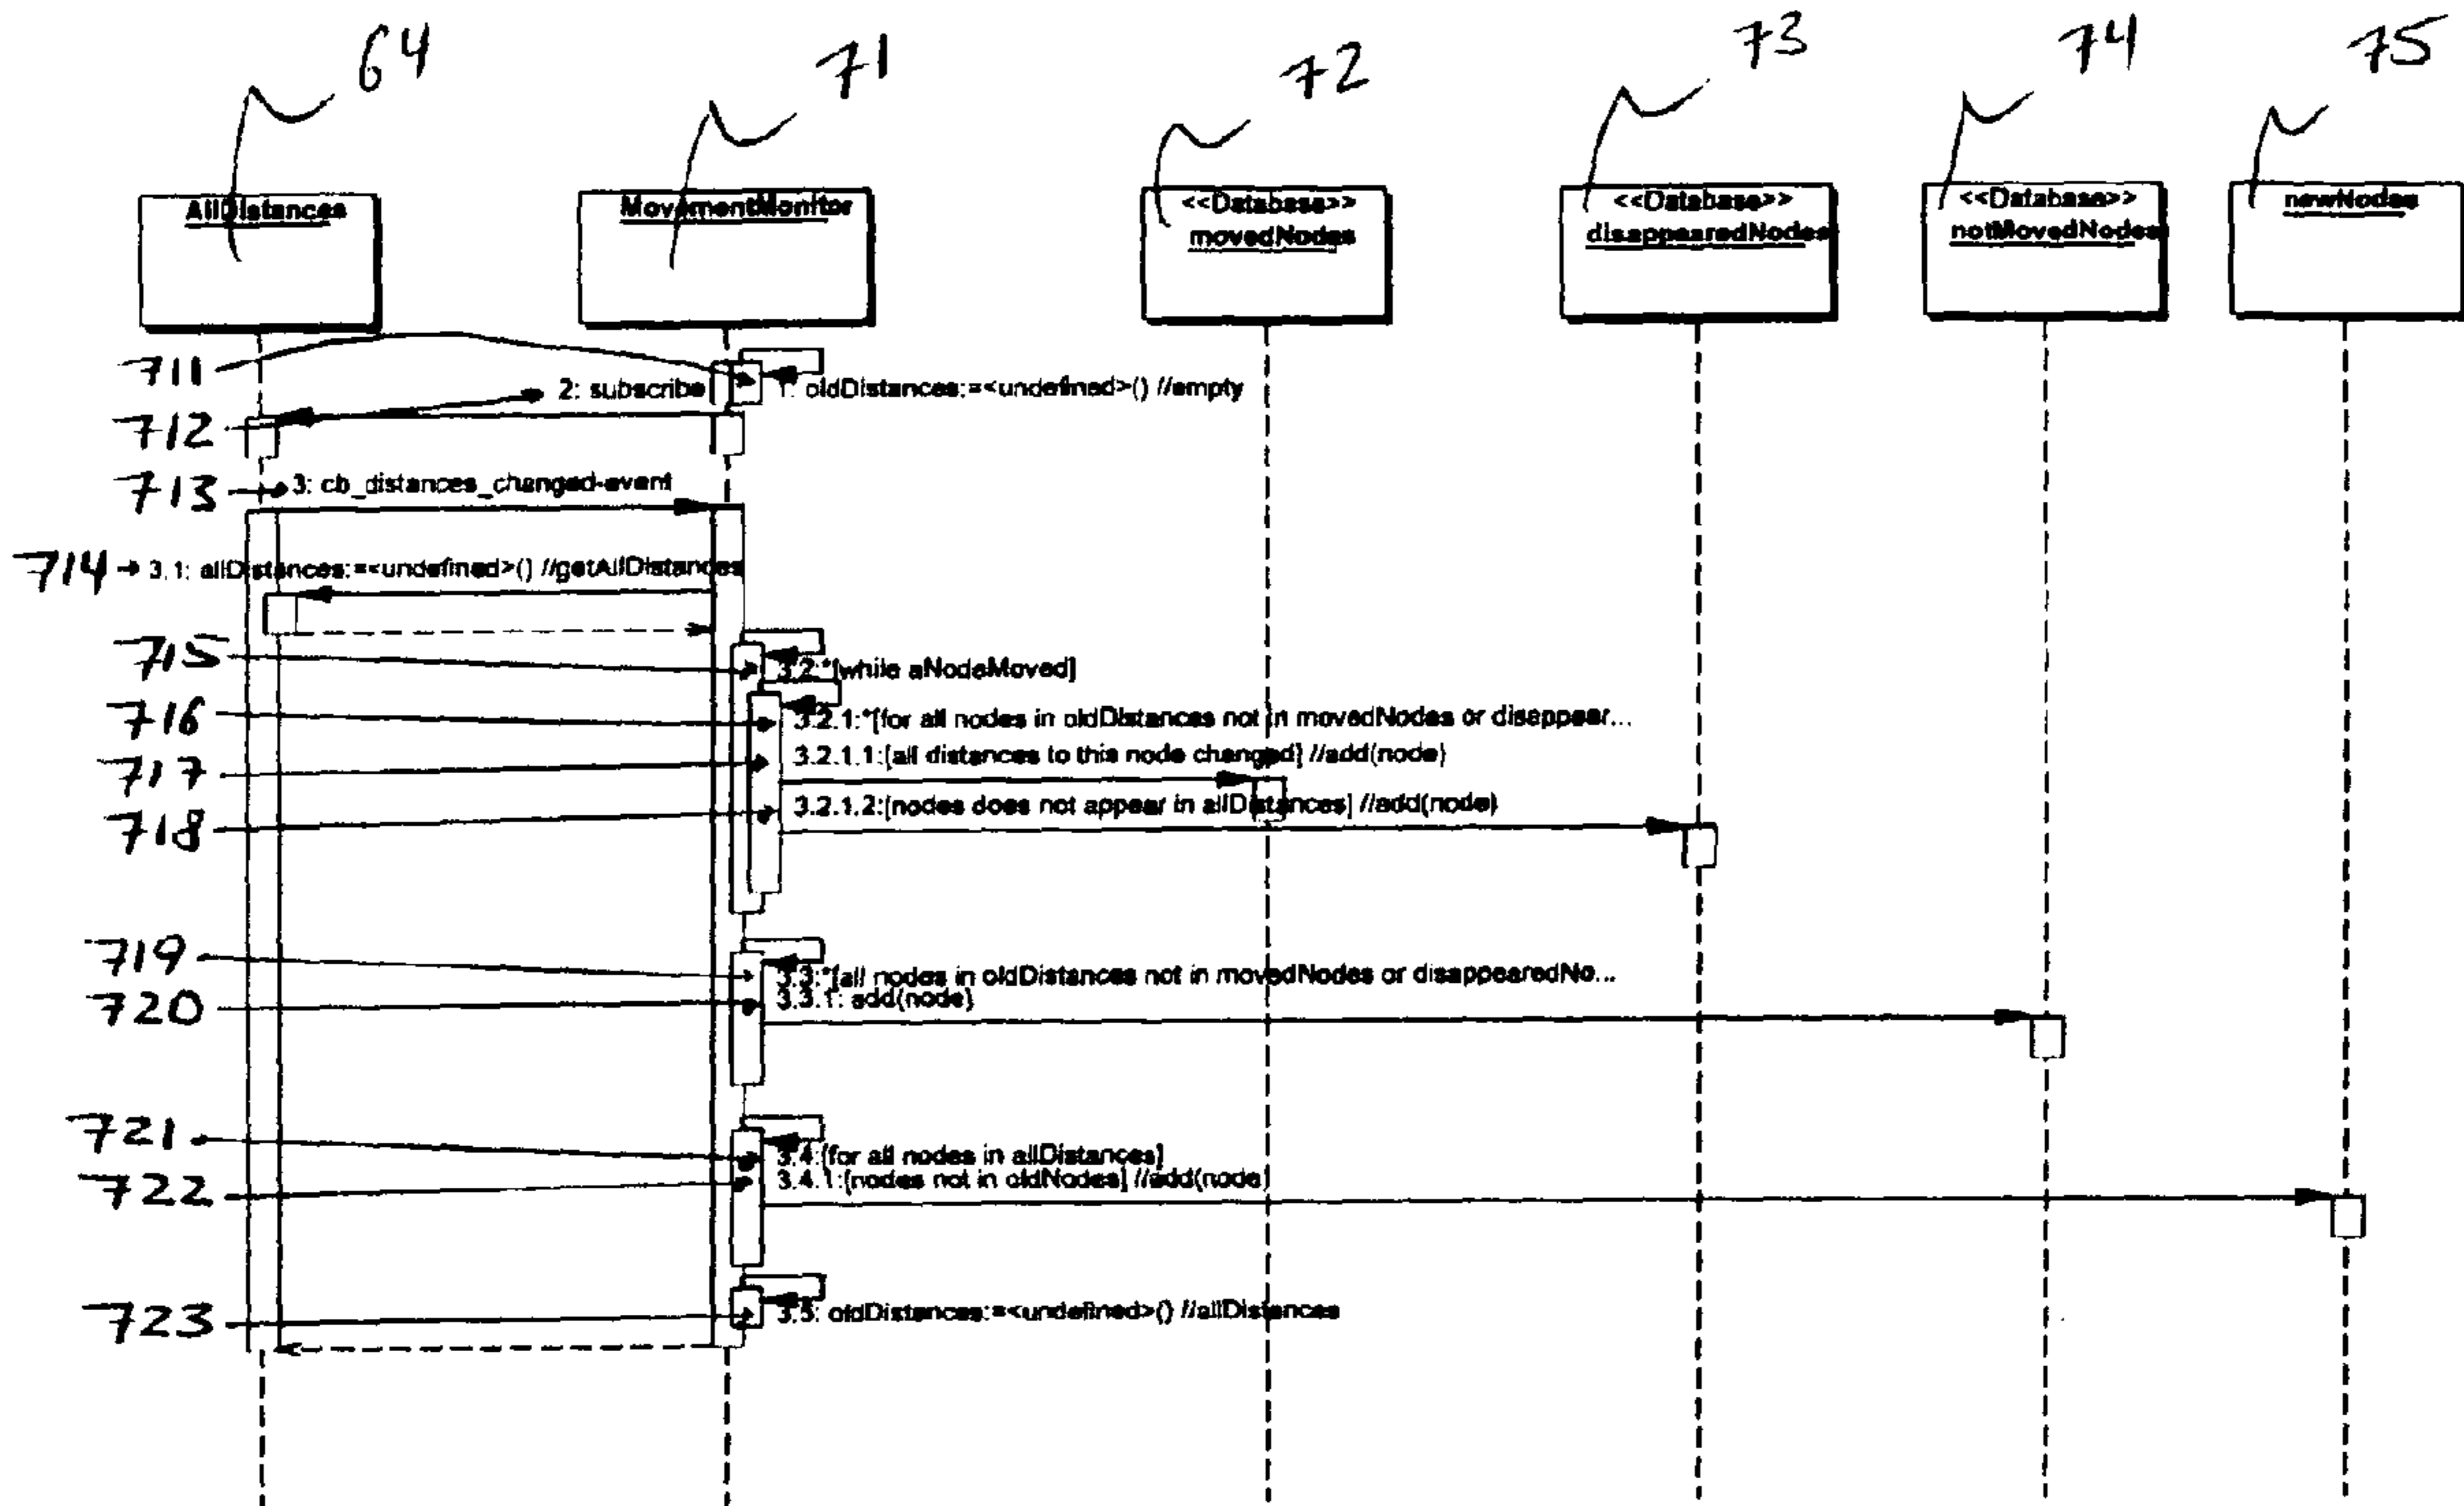 64
71
72
73
74
75
AllDistances
MovementMonitor
<<Database>>
movedNodes
<<Database>>
disappearedNodes
<<Database>>
notMovedNodes
newNodes
711
2: subscribe
1: oldDistances:=<undefined>() //empty
712
713
3: cb_distances_changed-event
714
3.1: allDistances:=<undefined>() //getAllDistances
715
3.2:*[while aNodeMoved]
716
3.2.1:*[for all nodes in oldDistances not in movedNodes or disappear...
717
3.2.1.1:[all distances to this node changed] //add(node)
718
3.2.1.2:[nodes does not appear in allDistances] //add(node)
719
3.3:*[all nodes in oldDistances not in movedNodes or disappearedNo...
720
3.3.1: add(node)
721
3.4:[for all nodes in allDistances]
722
3.4.1:[nodes not in oldNodes] //add(node)
723
3.5: oldDistances:=<undefined>() //allDistances